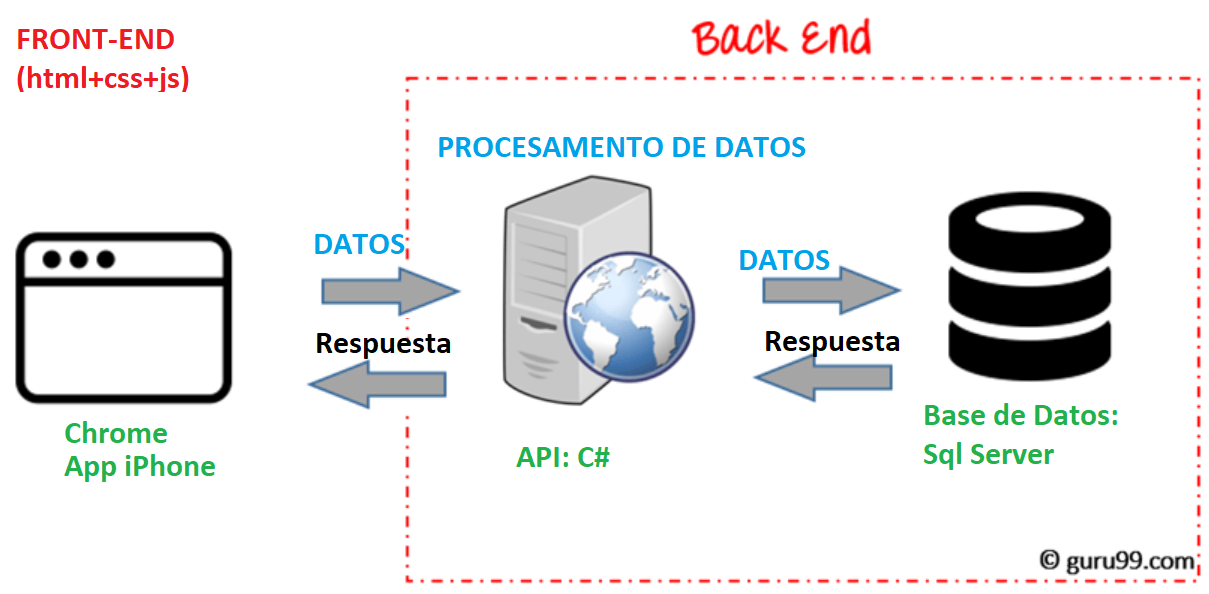 FRONT-END
(html+css+js)
Back End
PROCESAMENTO DE DATOS
DATOS
DATOS
Respuesta
Respuesta
Chrome
App iPhone
API: C#
Base de Datos:
Sql Server
© guru99.com